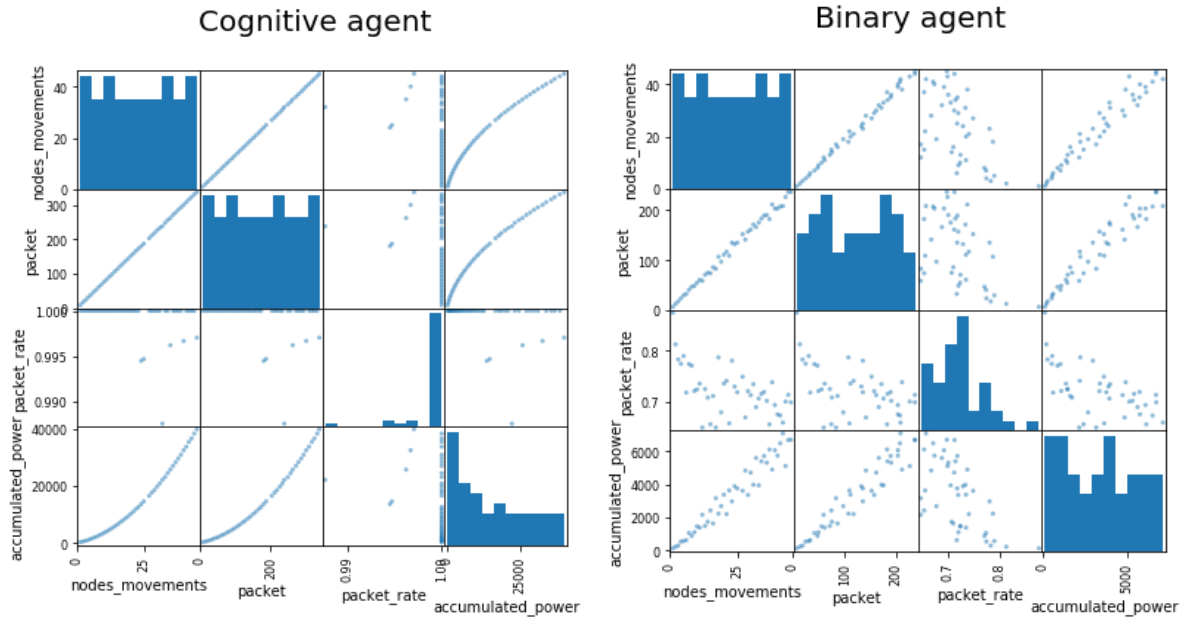 Cognitive agent
Binary agent
nodes_movements
40
20
0
packet
300
200
100
0
packet_rate
1.000
0.995
0.990
accumulated_power
40000
20000
0
0
25
nodes_movements
0
200
packet
0.99
1.00
packet_rate
0
25000
accumulated_power
nodes_movements
40
20
0
packet
200
100
0
packet_rate
0.8
0.7
accumulated_power
6000
4000
2000
0
0
25
nodes_movements
100
200
packet
0.7
0.8
packet_rate
0
5000
accumulated_power